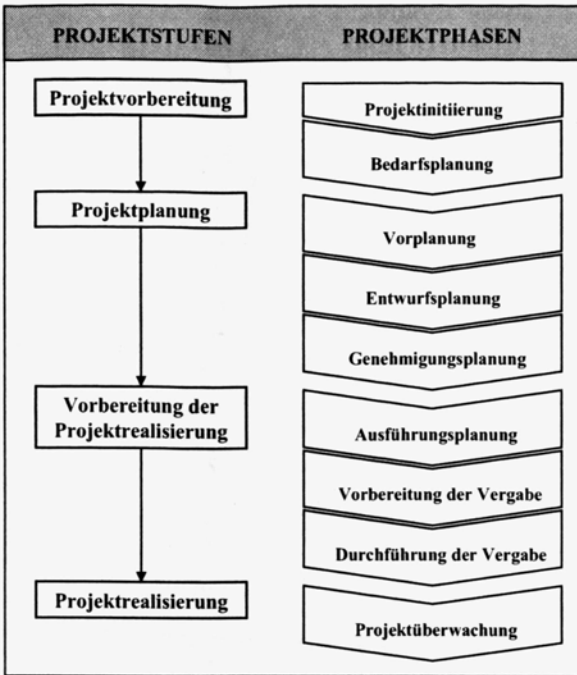 PROJEKTSTUFEN
PROJEKTPHASEN
Projektvorbereitung
Projektinitiierung
Bedarfsplanung
Projektplanung
Vorplanung
Entwurfsplanung
Genehmigungsplanung
Vorbereitung der
Projektrealisierung
Ausführungsplanung
Vorbereitung der Vergabe
Durchführung der Vergabe
Projektrealisierung
Projektüberwachung